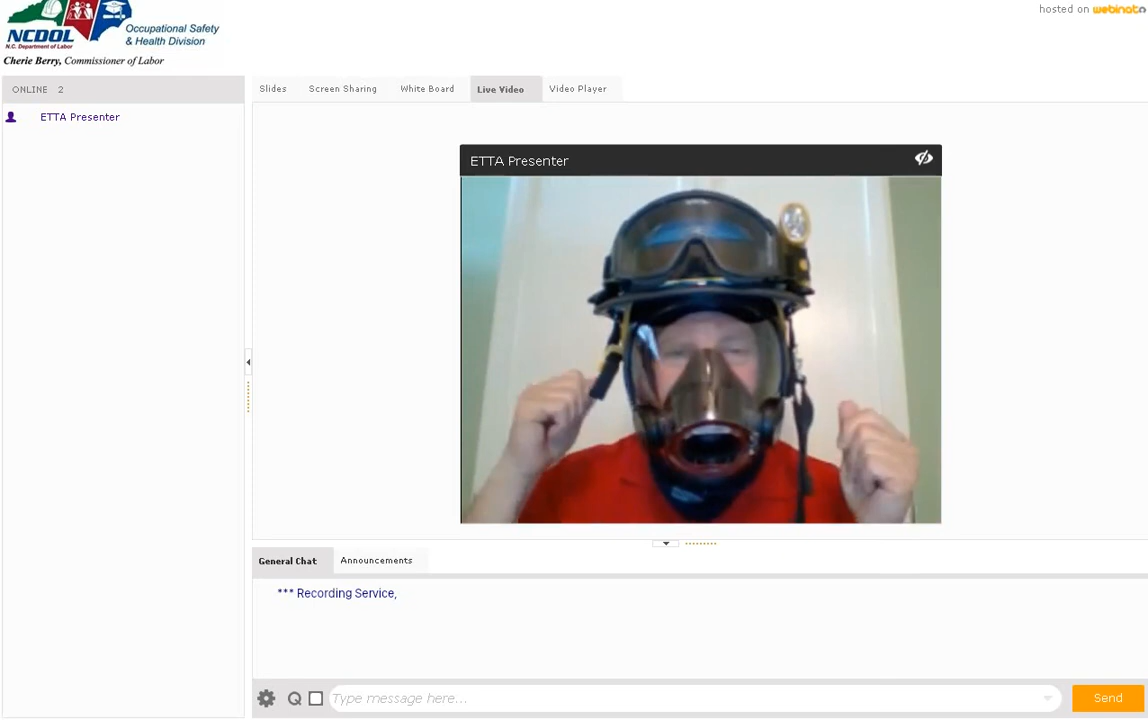 hosted on webinato
NCDOL
N.C. Department of Labor
Occupational Safety
& Health Division
Cherie Berry, Commissioner of Labor
ONLINE 2
Slides Screen Sharing White Board Live Video Video Player
ETTA Presenter
ETTA Presenter
General Chat Announcements
*** Recording Service,
Q Type message here... Send